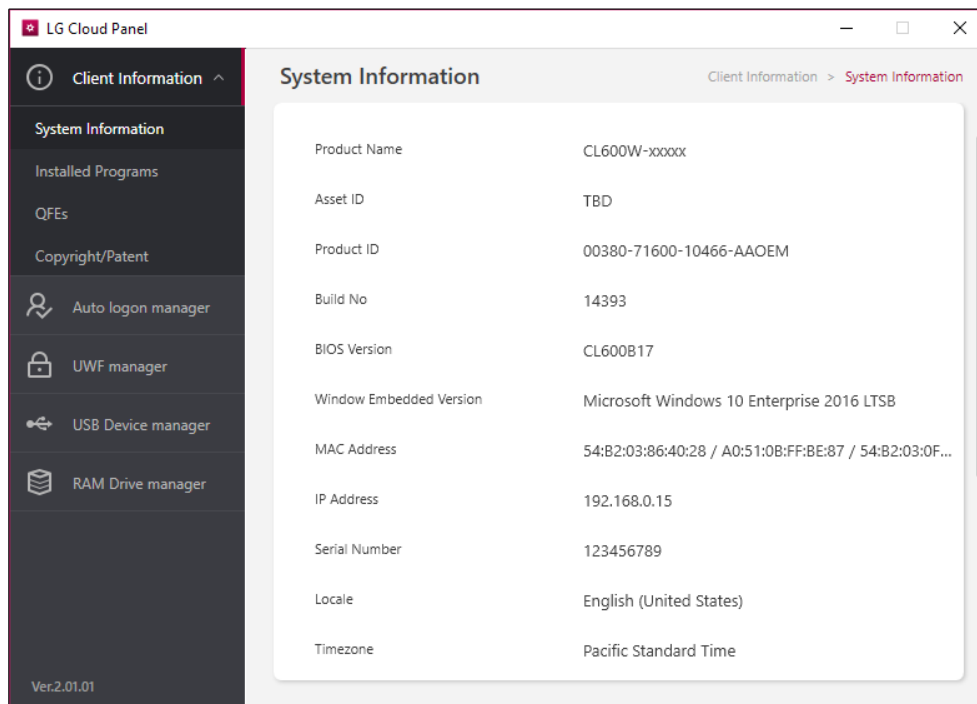 LG Cloud Panel
Client Information
System Information
Installed Programs
QFEs
Copyright/Patent
Auto logon manager
UWF manager
USB Device manager
RAM Drive manager
Ver.2.01.01
System Information
Client Information > System Information
Product Name CL600W-xxxxx
Asset ID TBD
Product ID 00380-71600-10466-AAOEM
Build No 14393
BIOS Version CL600B17
Window Embedded Version Microsoft Windows 10 Enterprise 2016 LTSB
MAC Address 54:B2:03:86:40:28 / A0:51:0B:FF:BE:87 / 54:B2:03:0F...
IP Address 192.168.0.15
Serial Number 123456789
Locale English (United States)
Timezone Pacific Standard Time